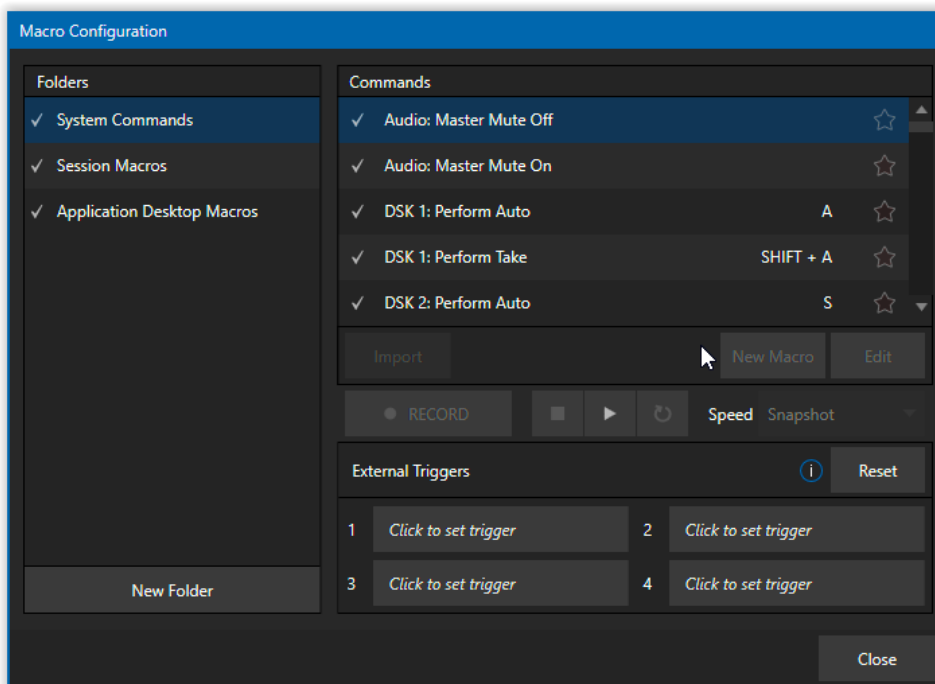 Macro Configuration
Folders
System Commands
Session Macros
Application Desktop Macros
New Folder
Commands
Audio: Master Mute Off
Audio: Master Mute On
DSK 1: Perform Auto A
DSK 1: Perform Take SHIFT + A
DSK 2: Perform Auto S
Import New Macro Edit
RECORD Speed Snapshot
External Triggers i Reset
1 Click to set trigger 2 Click to set trigger
3 Click to set trigger 4 Click to set trigger
Close